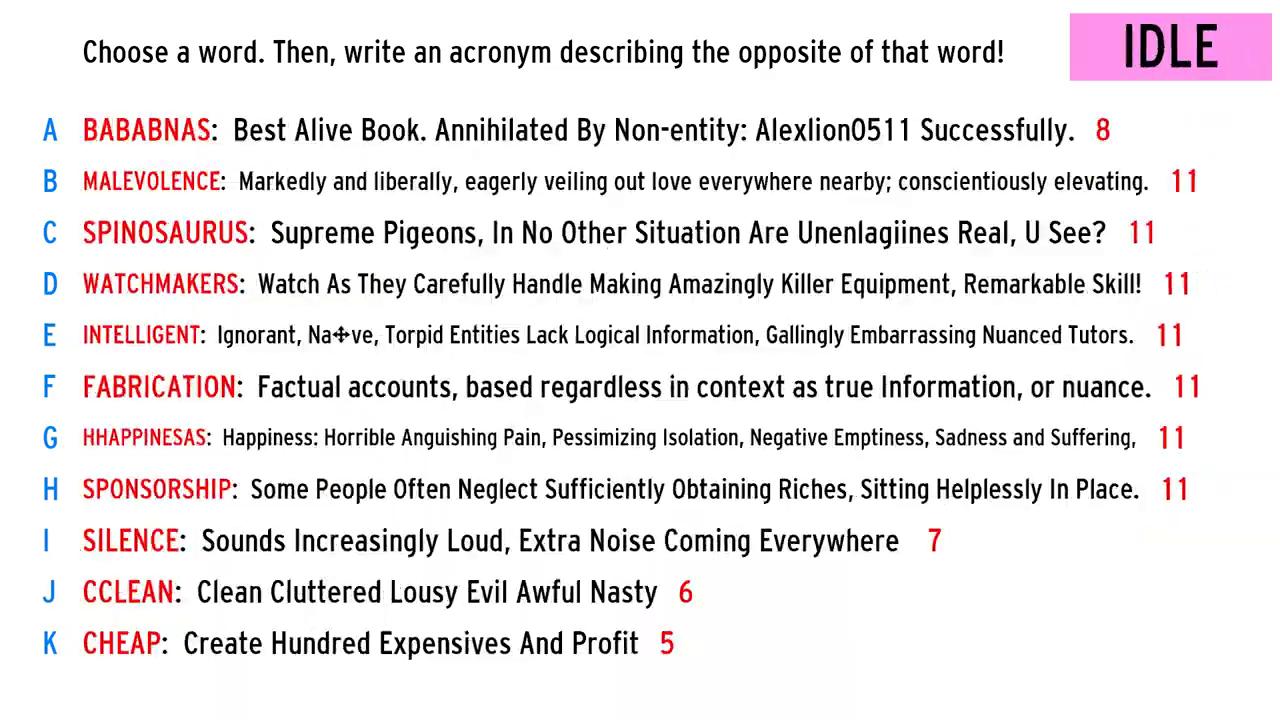 Choose a word. Then, write an acronym describing the opposite of that word!
IDLE
A BABABNAS: Best Alive Book. Annihilated By Non-entity: Alexlion0511 Successfully. 8
B MALEVOLENCE: Markedly and liberally, eagerly veiling out love everywhere nearby; conscientiously elevating. 11
C SPINOSAURUS: Supreme Pigeons, In No Other Situation Are Unenlagiines Real, U See? 11
D WATCHMAKERS: Watch As They Carefully Handle Making Amazingly Killer Equipment, Remarkable Skill! 11
E INTELLIGENT: Ignorant, Na✣ve, Torpid Entities Lack Logical Information, Gallingly Embarrassing Nuanced Tutors. 11
F FABRICATION: Factual accounts, based regardless in context as true Information, or nuance. 11
G HHAPPINESAS: Happiness: Horrible Anguishing Pain, Pessimizing Isolation, Negative Emptiness, Sadness and Suffering, 11
H SPONSORSHIP: Some People Often Neglect Sufficiently Obtaining Riches, Sitting Helplessly In Place. 11
I SILENCE: Sounds Increasingly Loud, Extra Noise Coming Everywhere 7
J CCLEAN: Clean Cluttered Lousy Evil Awful Nasty 6
K CHEAP: Create Hundred Expensives And Profit 5